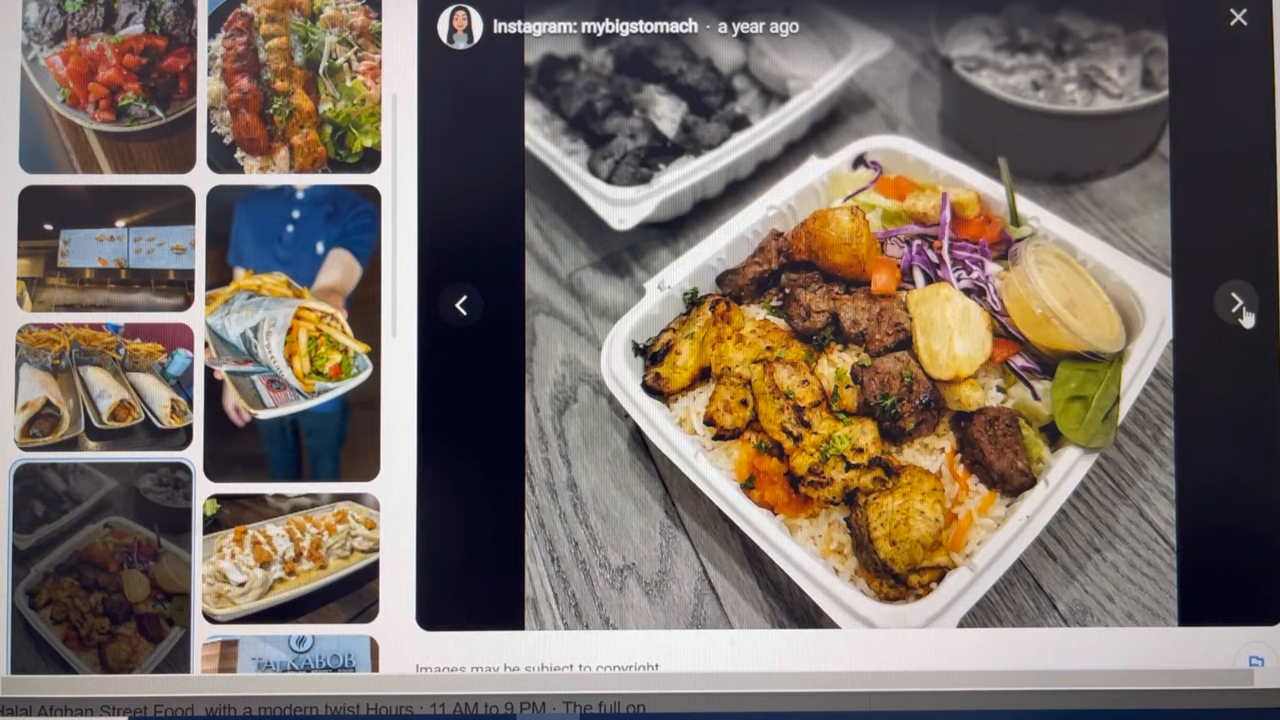 Instagram: mybigstomach · a year ago
TALKABOB
Images may be subject to copyright
Halal Afghan Street Food, with a modern twist Hours : 11 AM to 9 PM · The full on